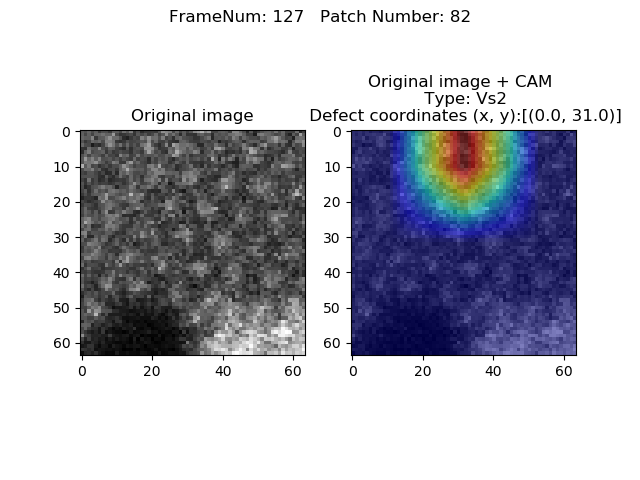 FrameNum: 127   Patch Number: 82
Original image
0
10
20
30
40
50
60
0 20 40 60
Original image + CAM
Type: Vs2
Defect coordinates (x, y):[(0.0, 31.0)]
0
10
20
30
40
50
60
0 20 40 60